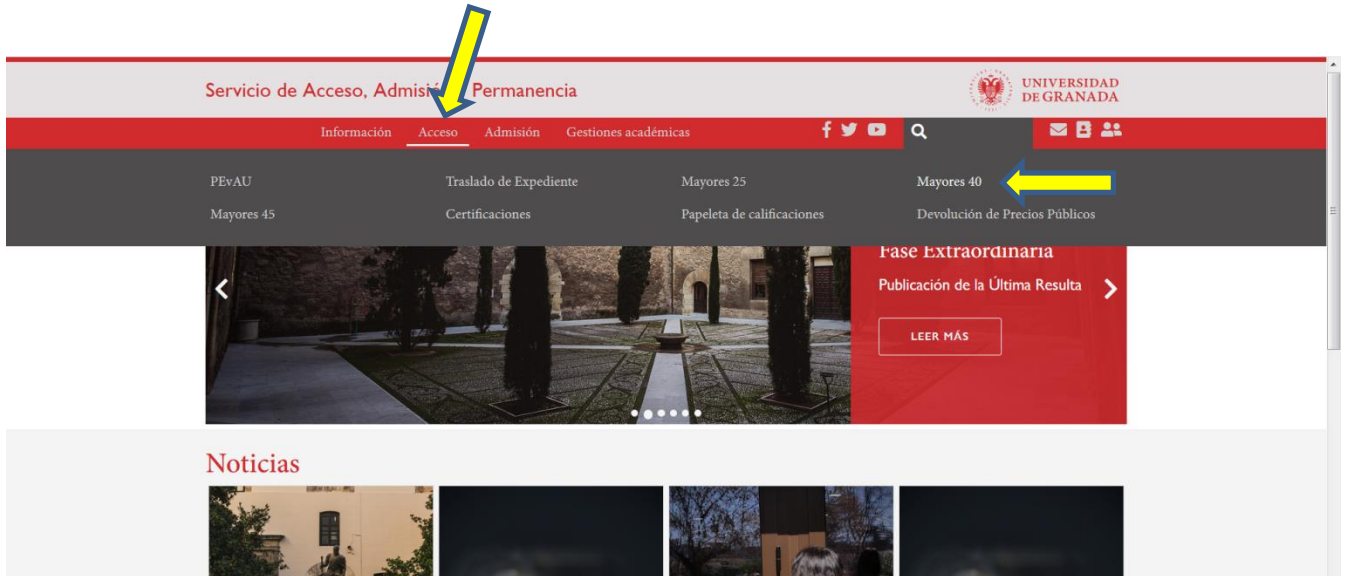 Servicio de Acceso, Admisión Permanencia
UNIVERSIDAD
DE GRANADA
Información Acceso Admisión Gestiones académicas
PEvAU Traslado de Expediente Mayores 25 Mayores 40
Mayores 45 Certificaciones Papeleta de calificaciones Devolución de Precios Públicos
Fase Extraordinaria
Publicación de la Última Resulta
LEER MÁS
Noticias